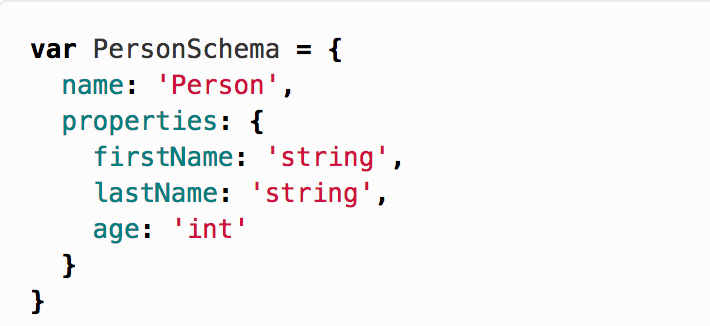 var PersonSchema = {
  name: 'Person',
  properties: {
    firstName: 'string',
    lastName: 'string',
    age: 'int'
  }
}